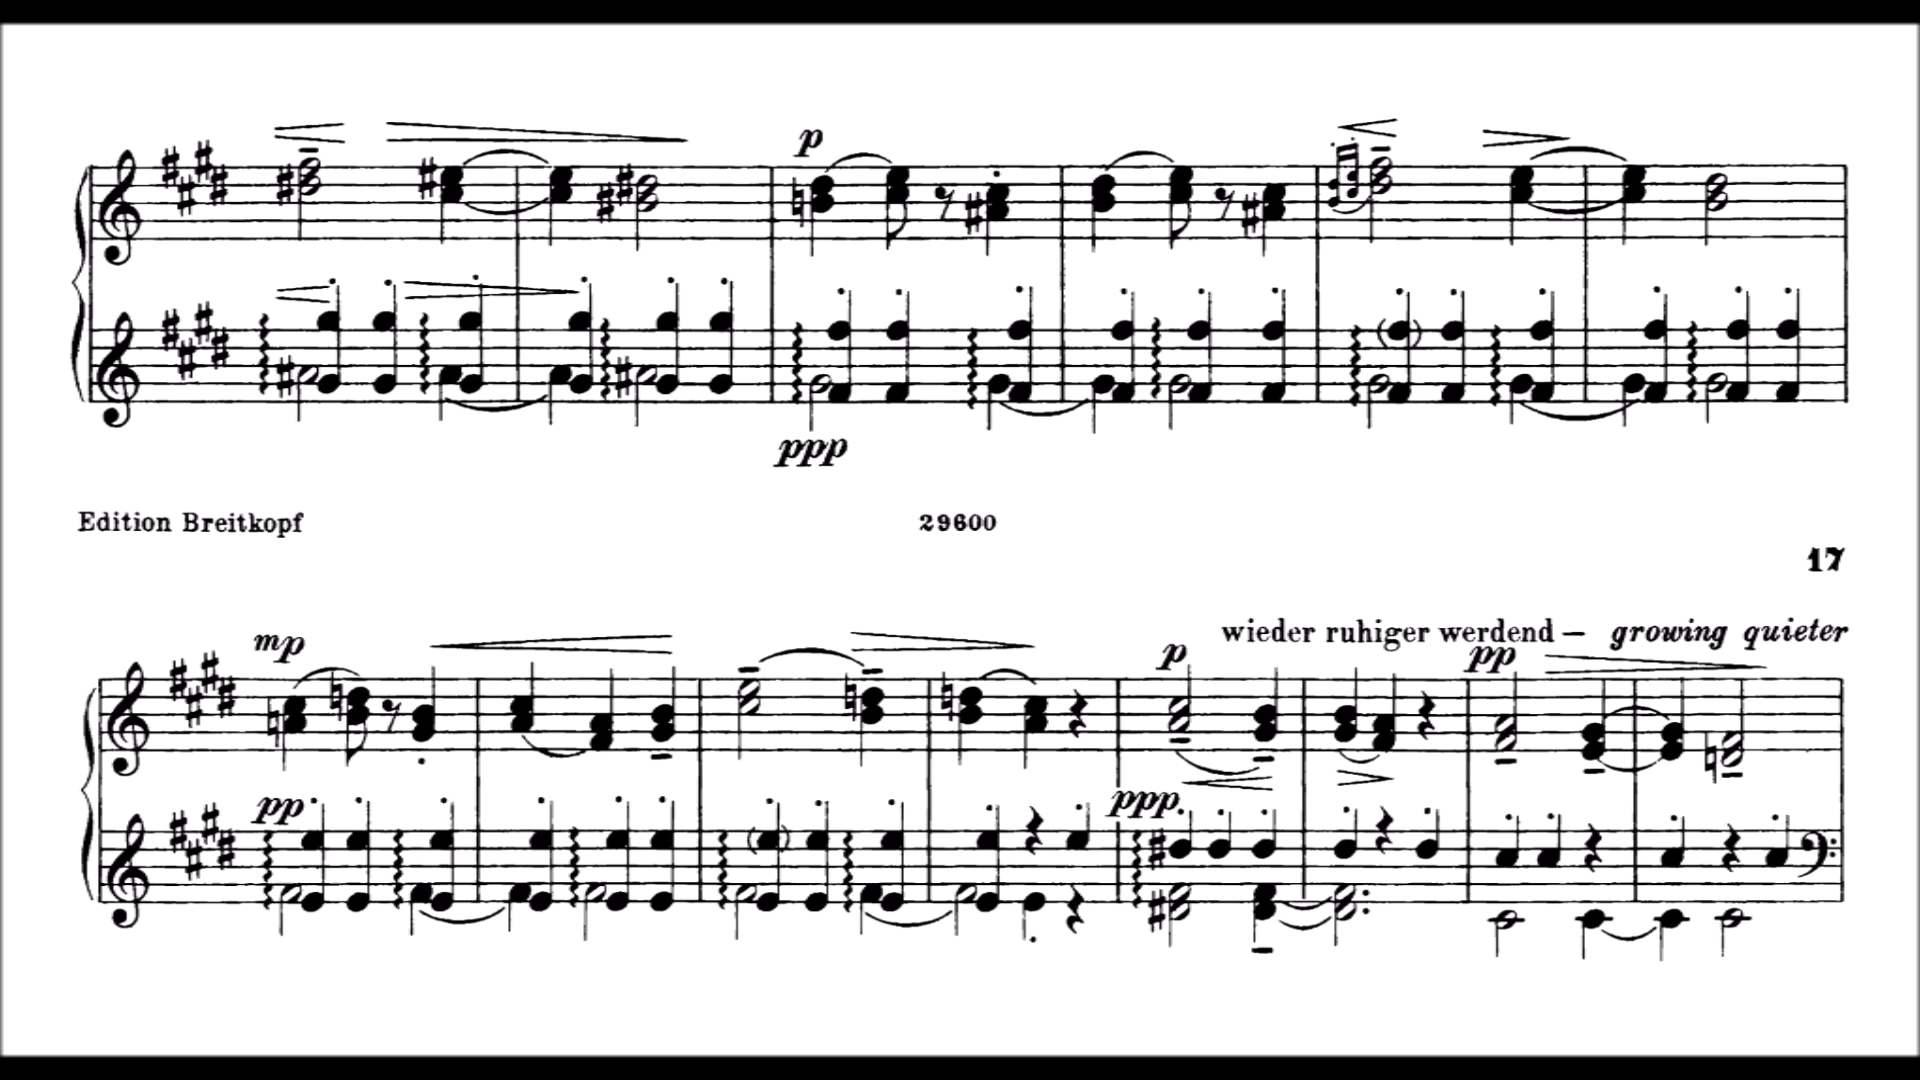 p
ppp
Edition Breitkopf 29600
17
wieder ruhiger werdend – growing quieter
mp p pp
pp ppp